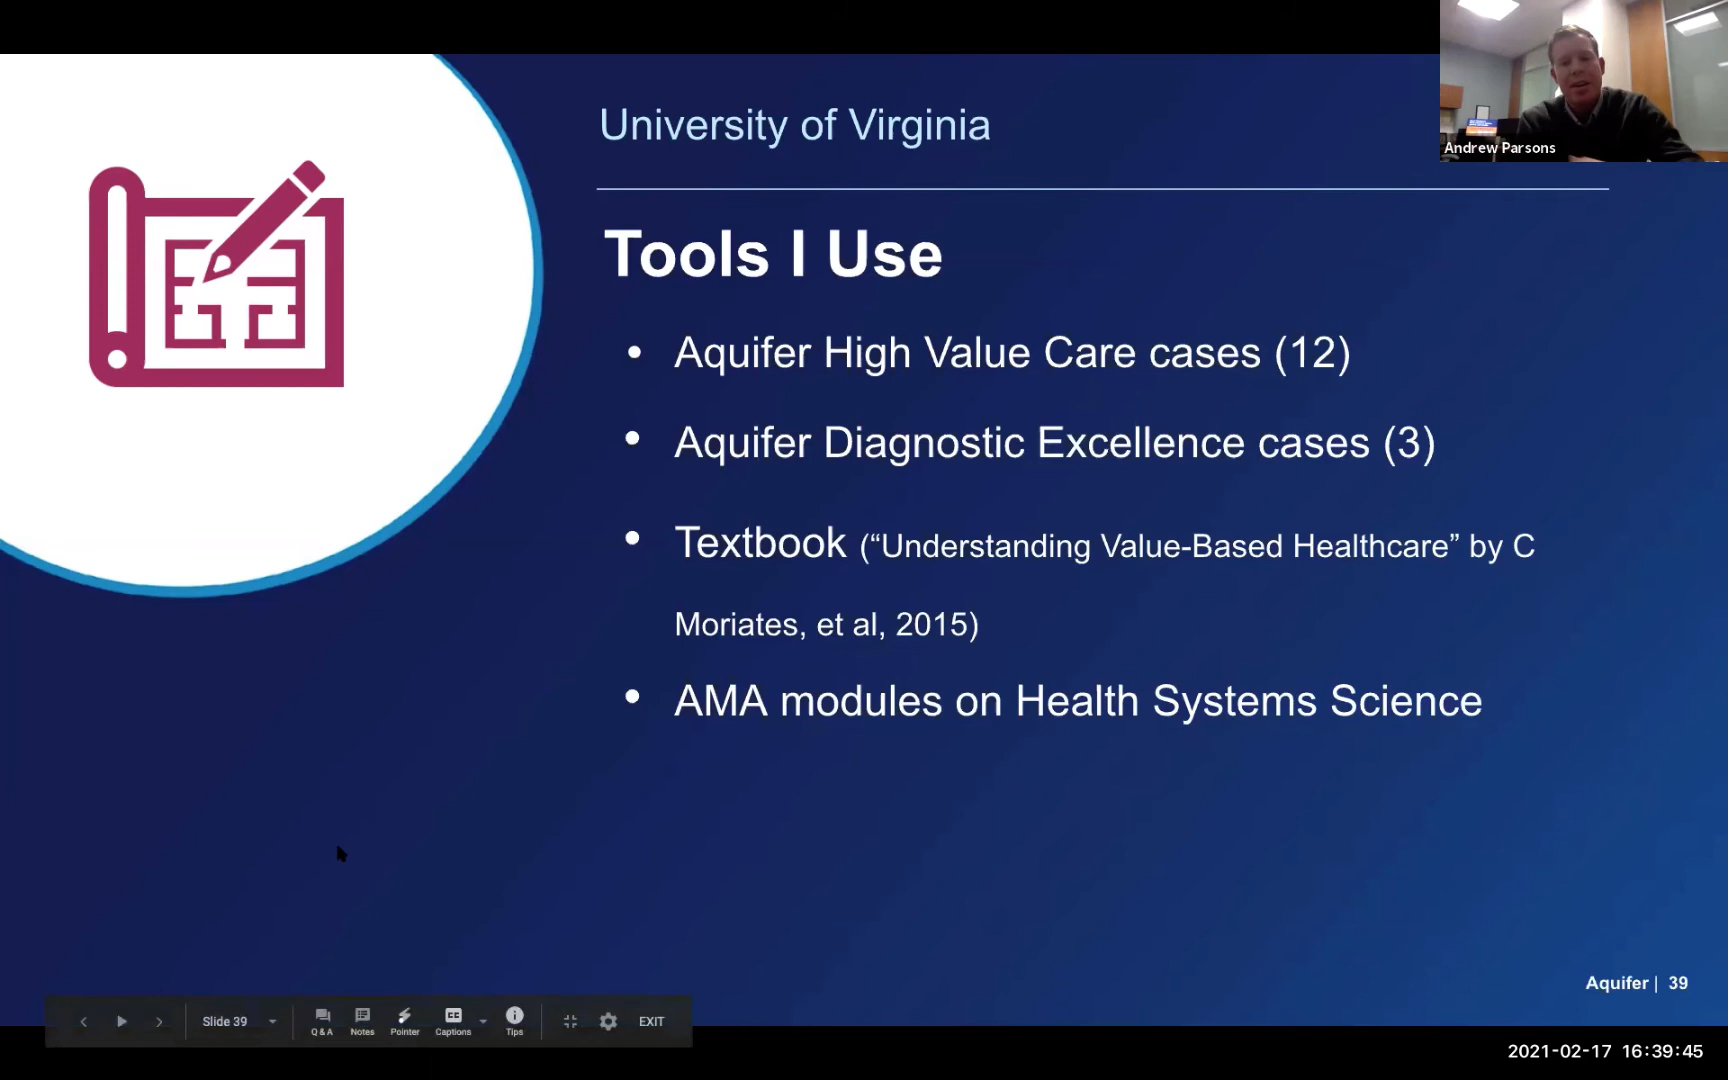 University of Virginia
Andrew Parsons
Tools I Use
• Aquifer High Value Care cases (12)
• Aquifer Diagnostic Excellence cases (3)
• Textbook (“Understanding Value-Based Healthcare” by C
Moriates, et al, 2015)
• AMA modules on Health Systems Science
Aquifer | 39
Slide 39
Q & A
Notes
Pointer
Captions
Tips
EXIT
2021-02-17 16:39:45